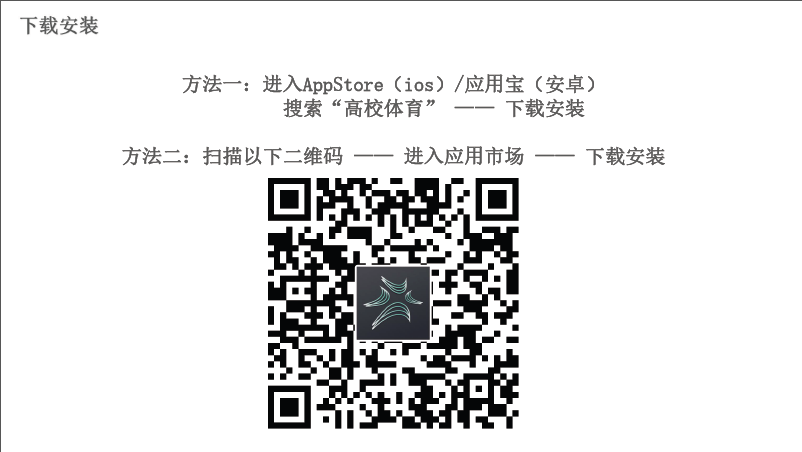 下载安装
方法一：进入AppStore（ios）/应用宝（安卓）
搜索“高校体育” —— 下载安装
方法二：扫描以下二维码 —— 进入应用市场 —— 下载安装